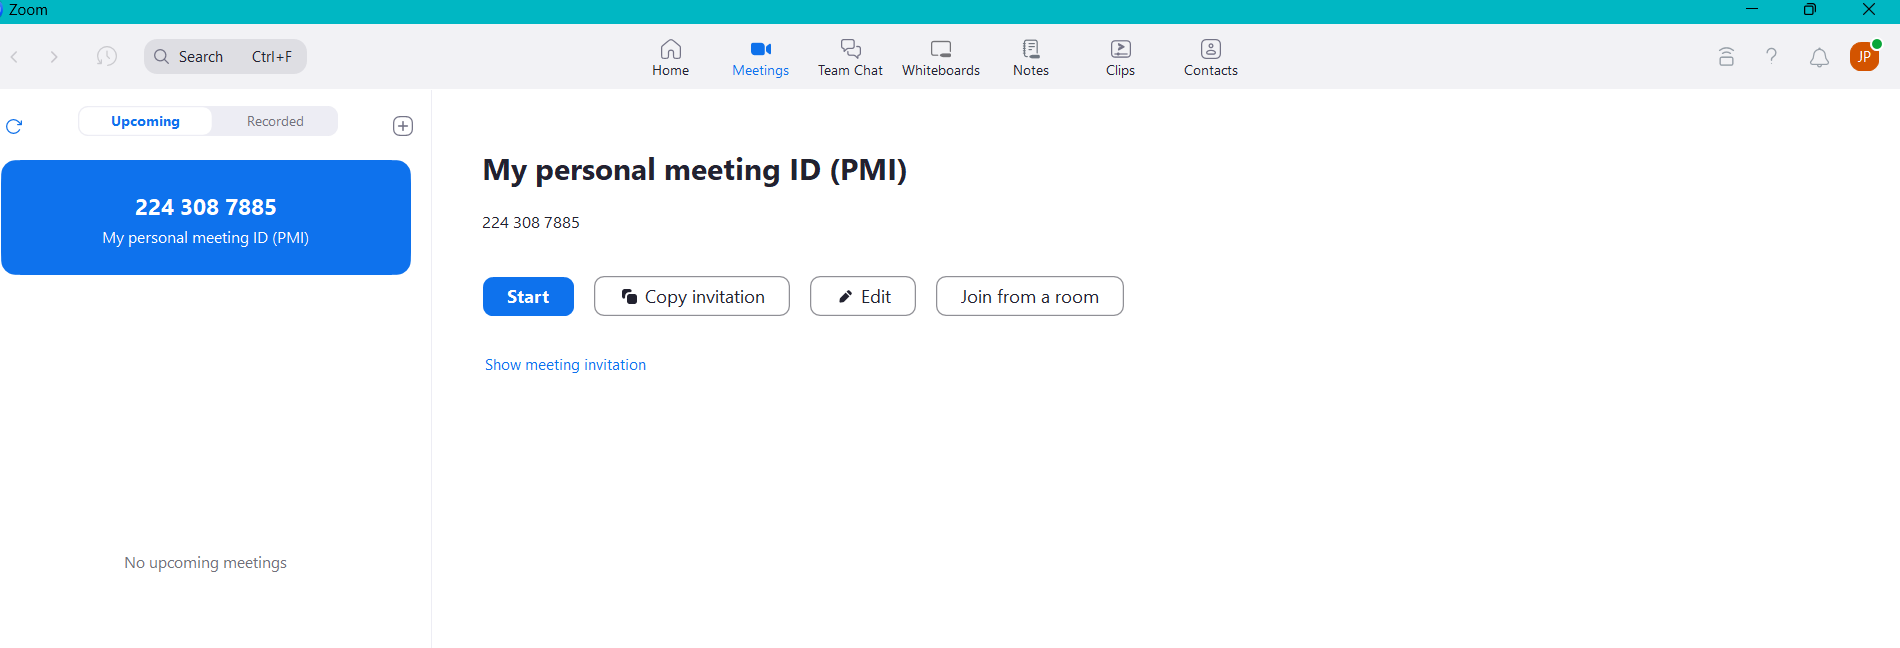 Zoom
Search Ctrl+F
Home
Meetings
Team Chat
Whiteboards
Notes
Clips
Contacts
JP
Upcoming
Recorded
224 308 7885
My personal meeting ID (PMI)
No upcoming meetings
My personal meeting ID (PMI)
224 308 7885
Start
Copy invitation
Edit
Join from a room
Show meeting invitation